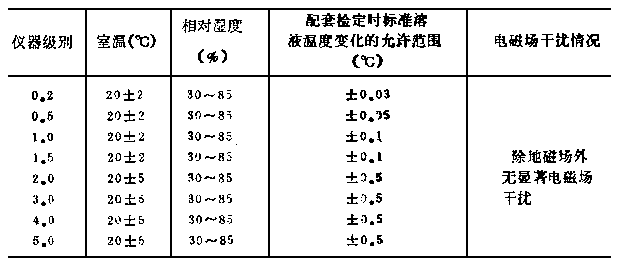 仪器级别 室温(℃) 相对湿度(%) 配套检定时标准溶液温度变化的允许范围(℃) 电磁场干扰情况
0.2 20±2 30~85 ±0.03
0.5 20±2 30~85 ±0.05
1.0 20±2 30~85 ±0.1
1.5 20±2 30~85 ±0.1
2.0 20±5 30~85 ±0.5
3.0 20±5 30~85 ±0.5
4.0 20±5 30~85 ±0.5
5.0 20±5 30~85 ±0.5
除地磁场外
无显著电磁场
干扰